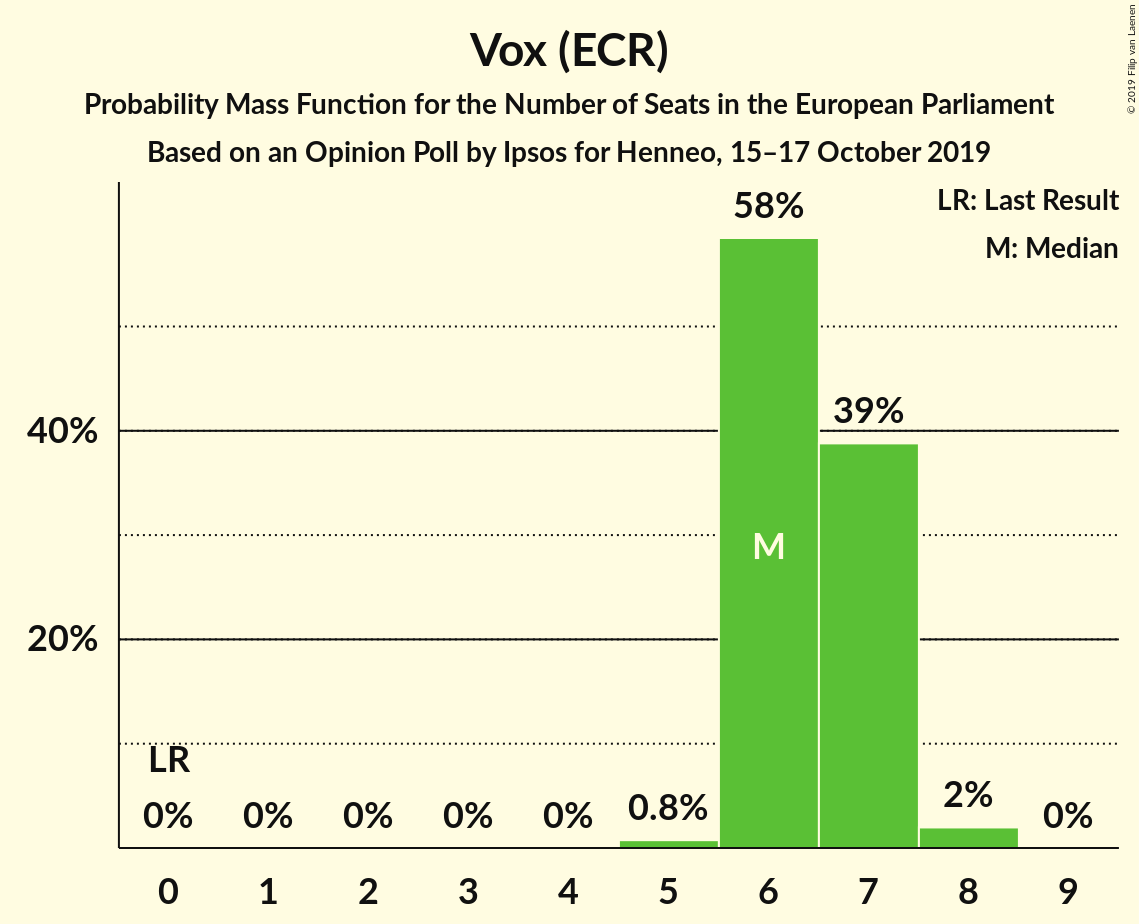 Vox (ECR)
Probability Mass Function for the Number of Seats in the European Parliament
Based on an Opinion Poll by Ipsos for Henneo, 15–17 October 2019
© 2019 Filip van Laenen
LR: Last Result
M: Median
58%
39%
40%
M
20%
LR
0% 0% 0% 0% 0% 0.8% 2% 0%
0 1 2 3 4 5 6 7 8 9